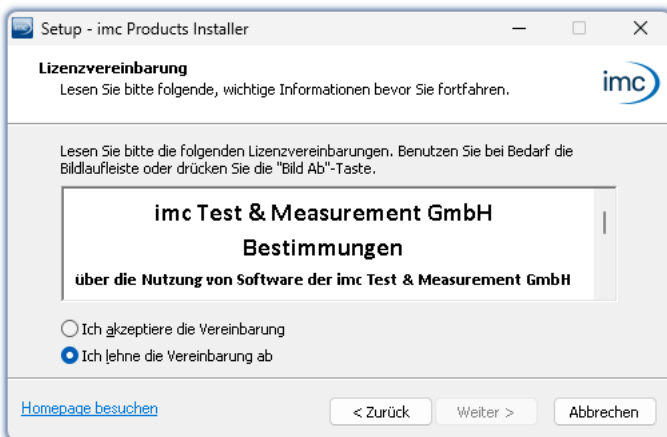 Setup - imc Products Installer
Lizenzvereinbarung
Lesen Sie bitte folgende, wichtige Informationen bevor Sie fortfahren.
imc
Lesen Sie bitte die folgenden Lizenzvereinbarungen. Benutzen Sie bei Bedarf die
Bildlaufleiste oder drücken Sie die "Bild Ab"-Taste.
imc Test & Measurement GmbH
Bestimmungen
über die Nutzung von Software der imc Test & Measurement GmbH
Ich akzeptiere die Vereinbarung
Ich lehne die Vereinbarung ab
Homepage besuchen
< Zurück
Weiter >
Abbrechen